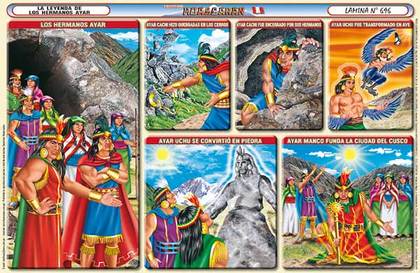 LA LEYENDA DE
LOS HERMANOS AYAR
HUASCARAN
LAMINA N° 696
LOS HERMANOS AYAR
AYAR CACHI HIZO QUEBRADAS EN LOS CERROS
AYAR CACHI FUE ENCERRADO POR SUS HERMANOS
AYAR UCHU FUE TRANSFORMADO EN AVE
AYAR UCHU SE CONVIRTIÓ EN PIEDRA
AYAR MANCO FUNDA LA CIUDAD DEL CUSCO